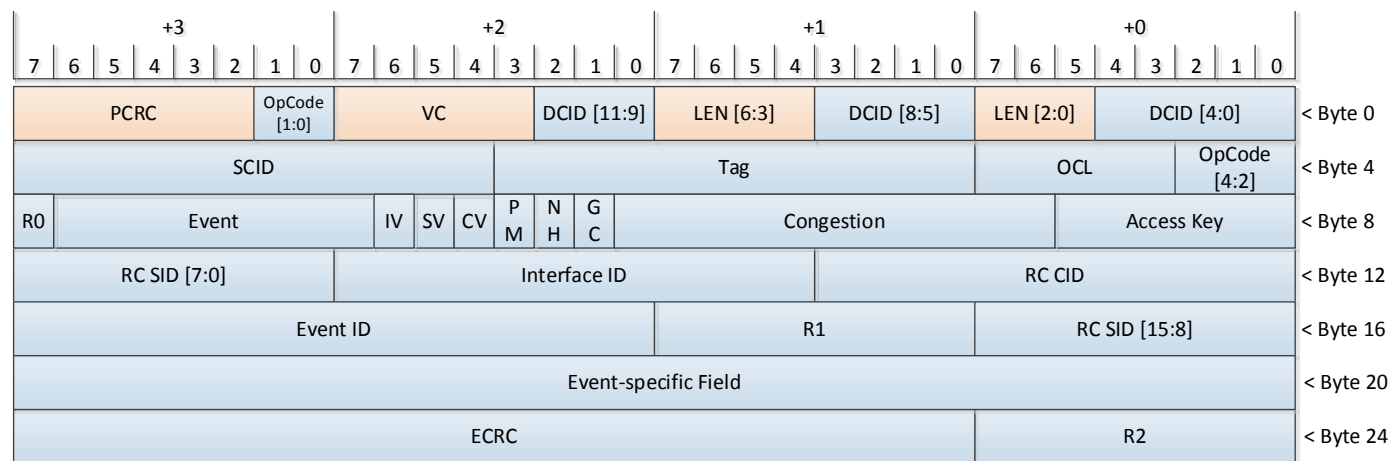 +3 +2 +1 +0
7 6 5 4 3 2 1 0 7 6 5 4 3 2 1 0 7 6 5 4 3 2 1 0 7 6 5 4 3 2 1 0
PCRC OpCode [1:0] VC DCID [11:9] LEN [6:3] DCID [8:5] LEN [2:0] DCID [4:0] < Byte 0
SCID Tag OCL OpCode [4:2] < Byte 4
R0 Event IV SV CV PM NH GC Congestion Access Key < Byte 8
RC SID [7:0] Interface ID RC CID < Byte 12
Event ID R1 RC SID [15:8] < Byte 16
Event-specific Field < Byte 20
ECRC R2 < Byte 24